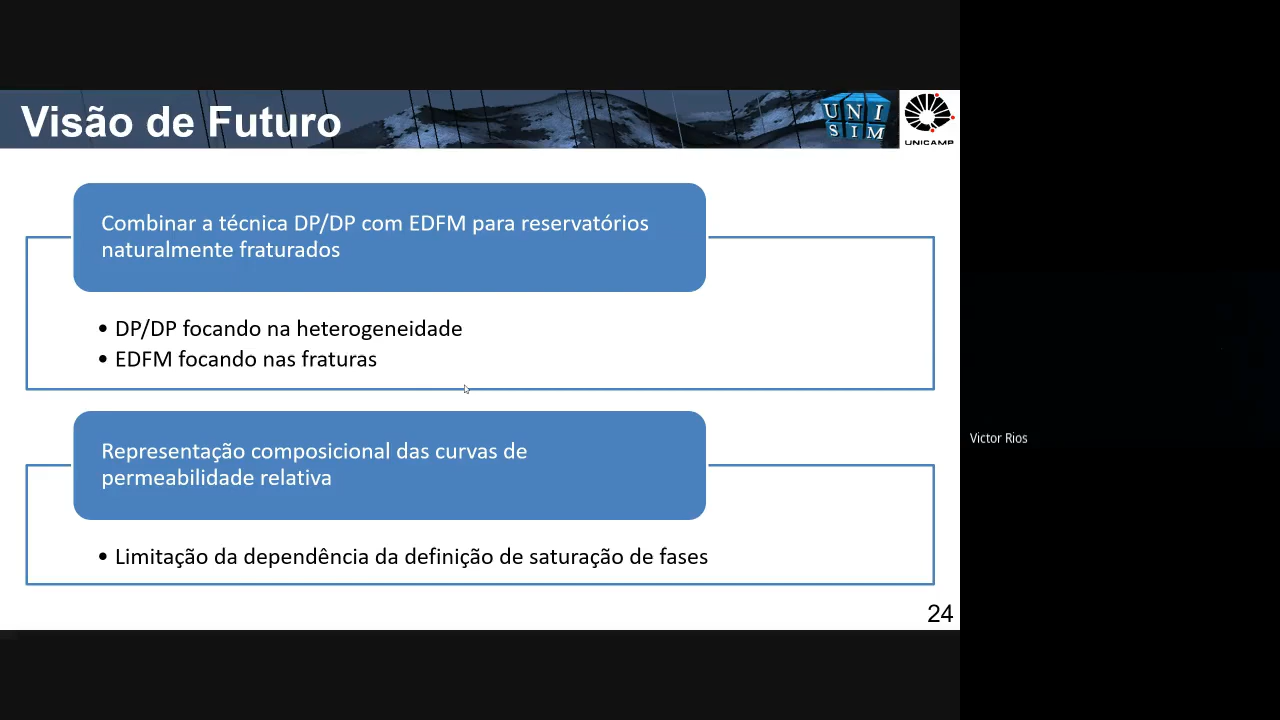 Visão de Futuro
UNI
SIM
UNICAMP
Combinar a técnica DP/DP com EDFM para reservatórios
naturalmente fraturados
• DP/DP focando na heterogeneidade
• EDFM focando nas fraturas
Victor Rios
Representação composicional das curvas de
permeabilidade relativa
• Limitação da dependência da definição de saturação de fases
24